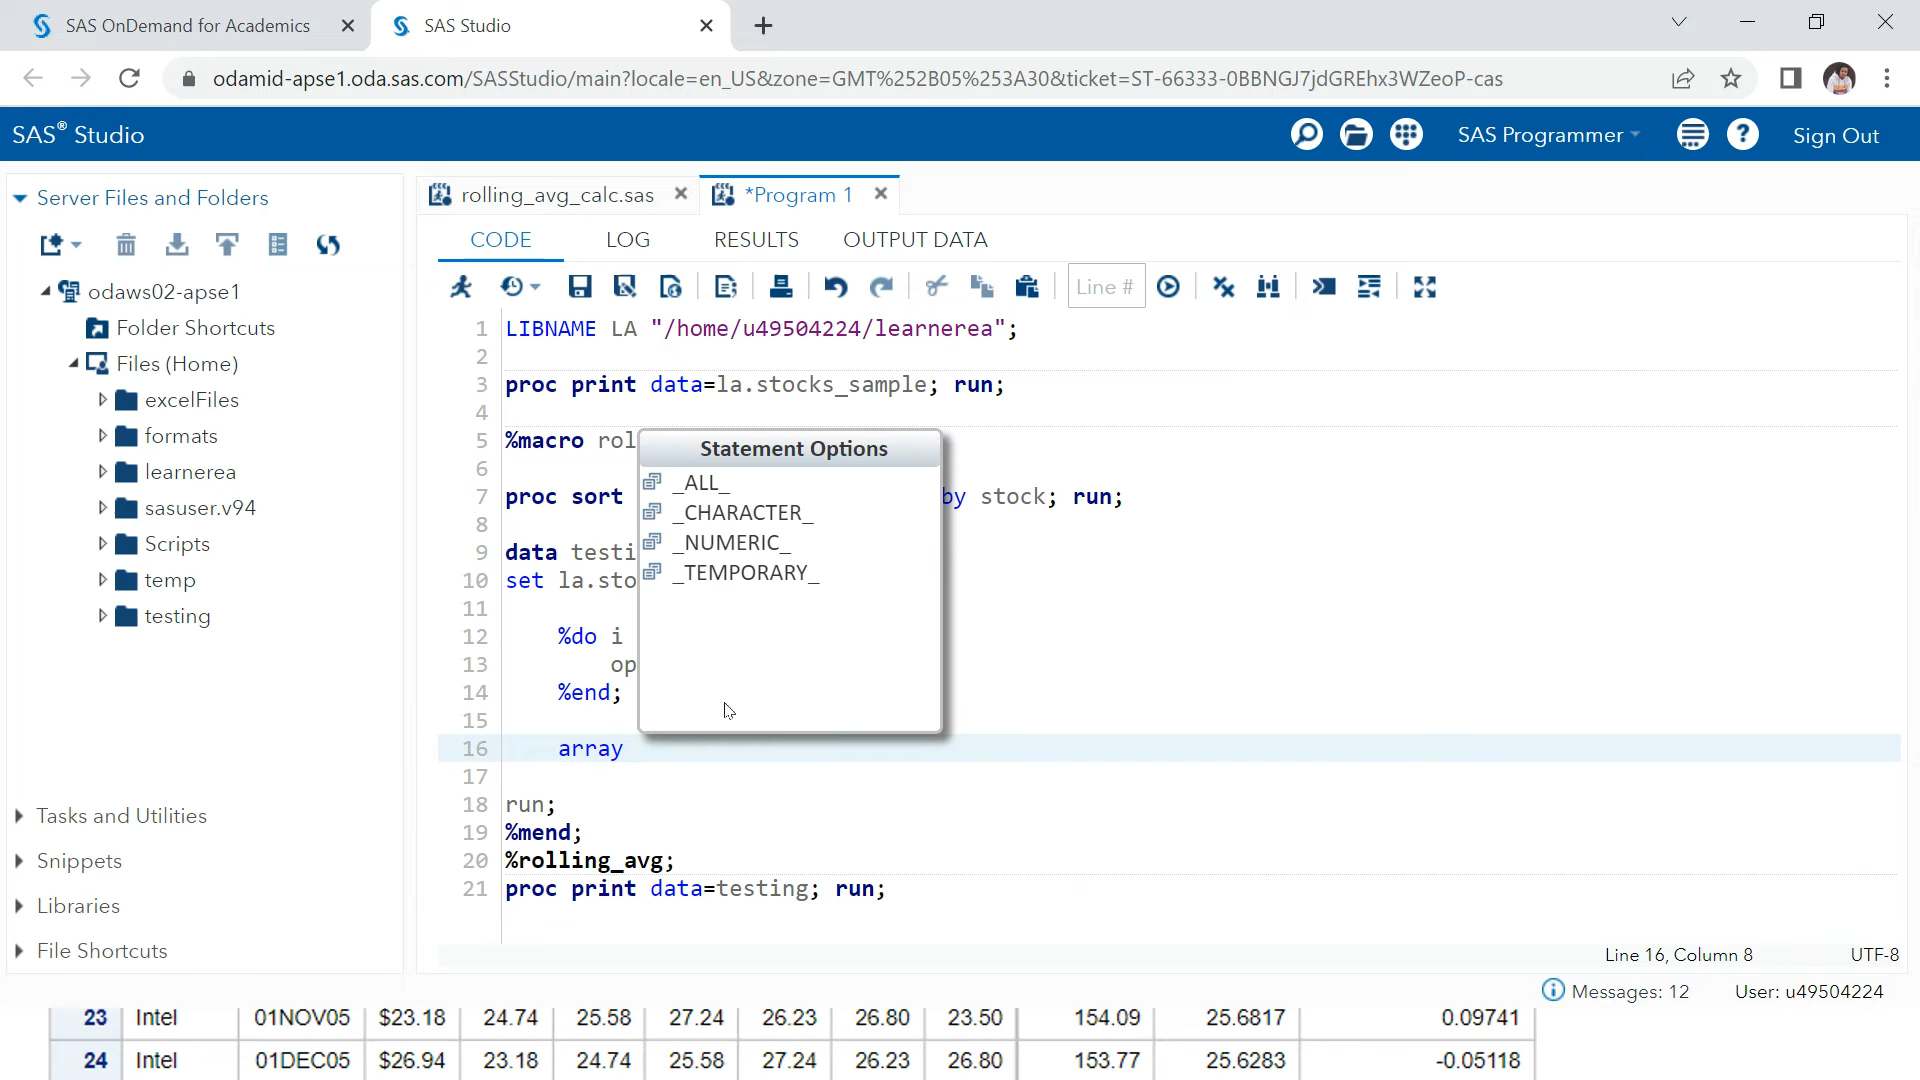 SAS OnDemand for Academics
SAS Studio
odamid-apse1.oda.sas.com/SASStudio/main?locale=en_US&zone=GMT%252B05%253A30&ticket=ST-66333-0BBNGJ7jdGREhx3WZeoP-cas
SAS® Studio
SAS Programmer
Sign Out
Server Files and Folders
odaws02-apse1
Folder Shortcuts
Files (Home)
excelFiles
formats
learnerea
sasuser.v94
Scripts
temp
testing
Tasks and Utilities
Snippets
Libraries
File Shortcuts
rolling_avg_calc.sas
*Program 1
CODE LOG RESULTS OUTPUT DATA
Line #
1 LIBNAME LA "/home/u49504224/learnerea";
2
3 proc print data=la.stocks_sample; run;
4
5 %macro rol
6
7 proc sort by stock; run;
8
9 data testi
10 set la.sto
11
12 %do i
13 op
14 %end;
15
16 array
17
18 run;
19 %mend;
20 %rolling_avg;
21 proc print data=testing; run;
Statement Options
_ALL_
_CHARACTER_
_NUMERIC_
_TEMPORARY_
Line 16, Column 8 UTF-8
Messages: 12 User: u49504224
23 Intel 01NOV05 $23.18 24.74 25.58 27.24 26.23 26.80 23.50 154.09 25.6817 0.09741
24 Intel 01DEC05 $26.94 23.18 24.74 25.58 27.24 26.23 26.80 153.77 25.6283 -0.05118